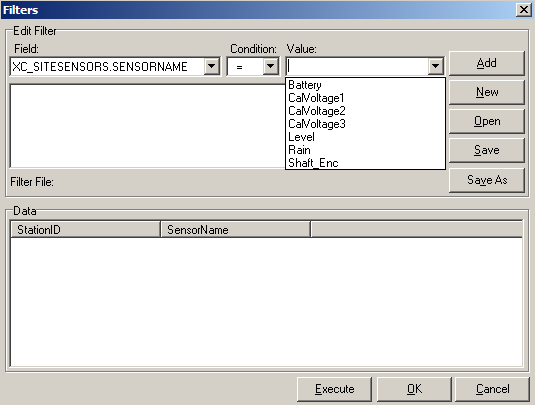 Filters
Edit Filter
Field: Condition: Value:
XC_SITESENSORS.SENSORNAME = Add
Battery
CalVoltage1
CalVoltage2
CalVoltage3
Level
Rain
Shaft_Enc
New
Open
Save
Save As
Filter File:
Data
StationID SensorName
Execute OK Cancel